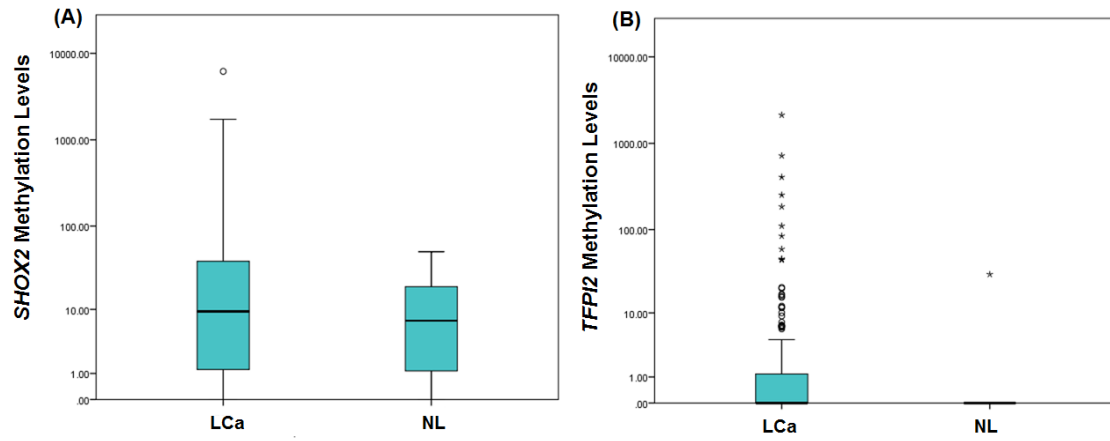 (A)
SHOX2 Methylation Levels
10000.00
1000.00
100.00
10.00
1.00
.00
LCa
NL
(B)
TFPI2 Methylation Levels
10000.00
1000.00
100.00
10.00
1.00
.00
LCa
NL